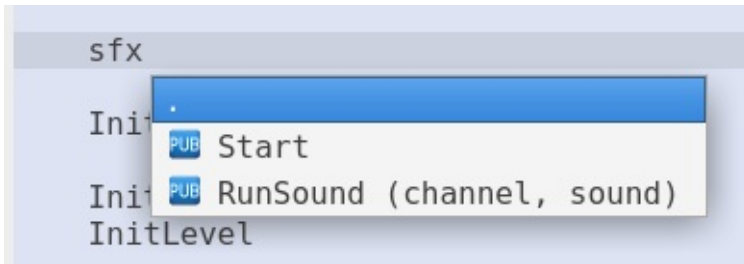 sfx
.
Init
PUB Start
Init
PUB RunSound (channel, sound)
InitLevel